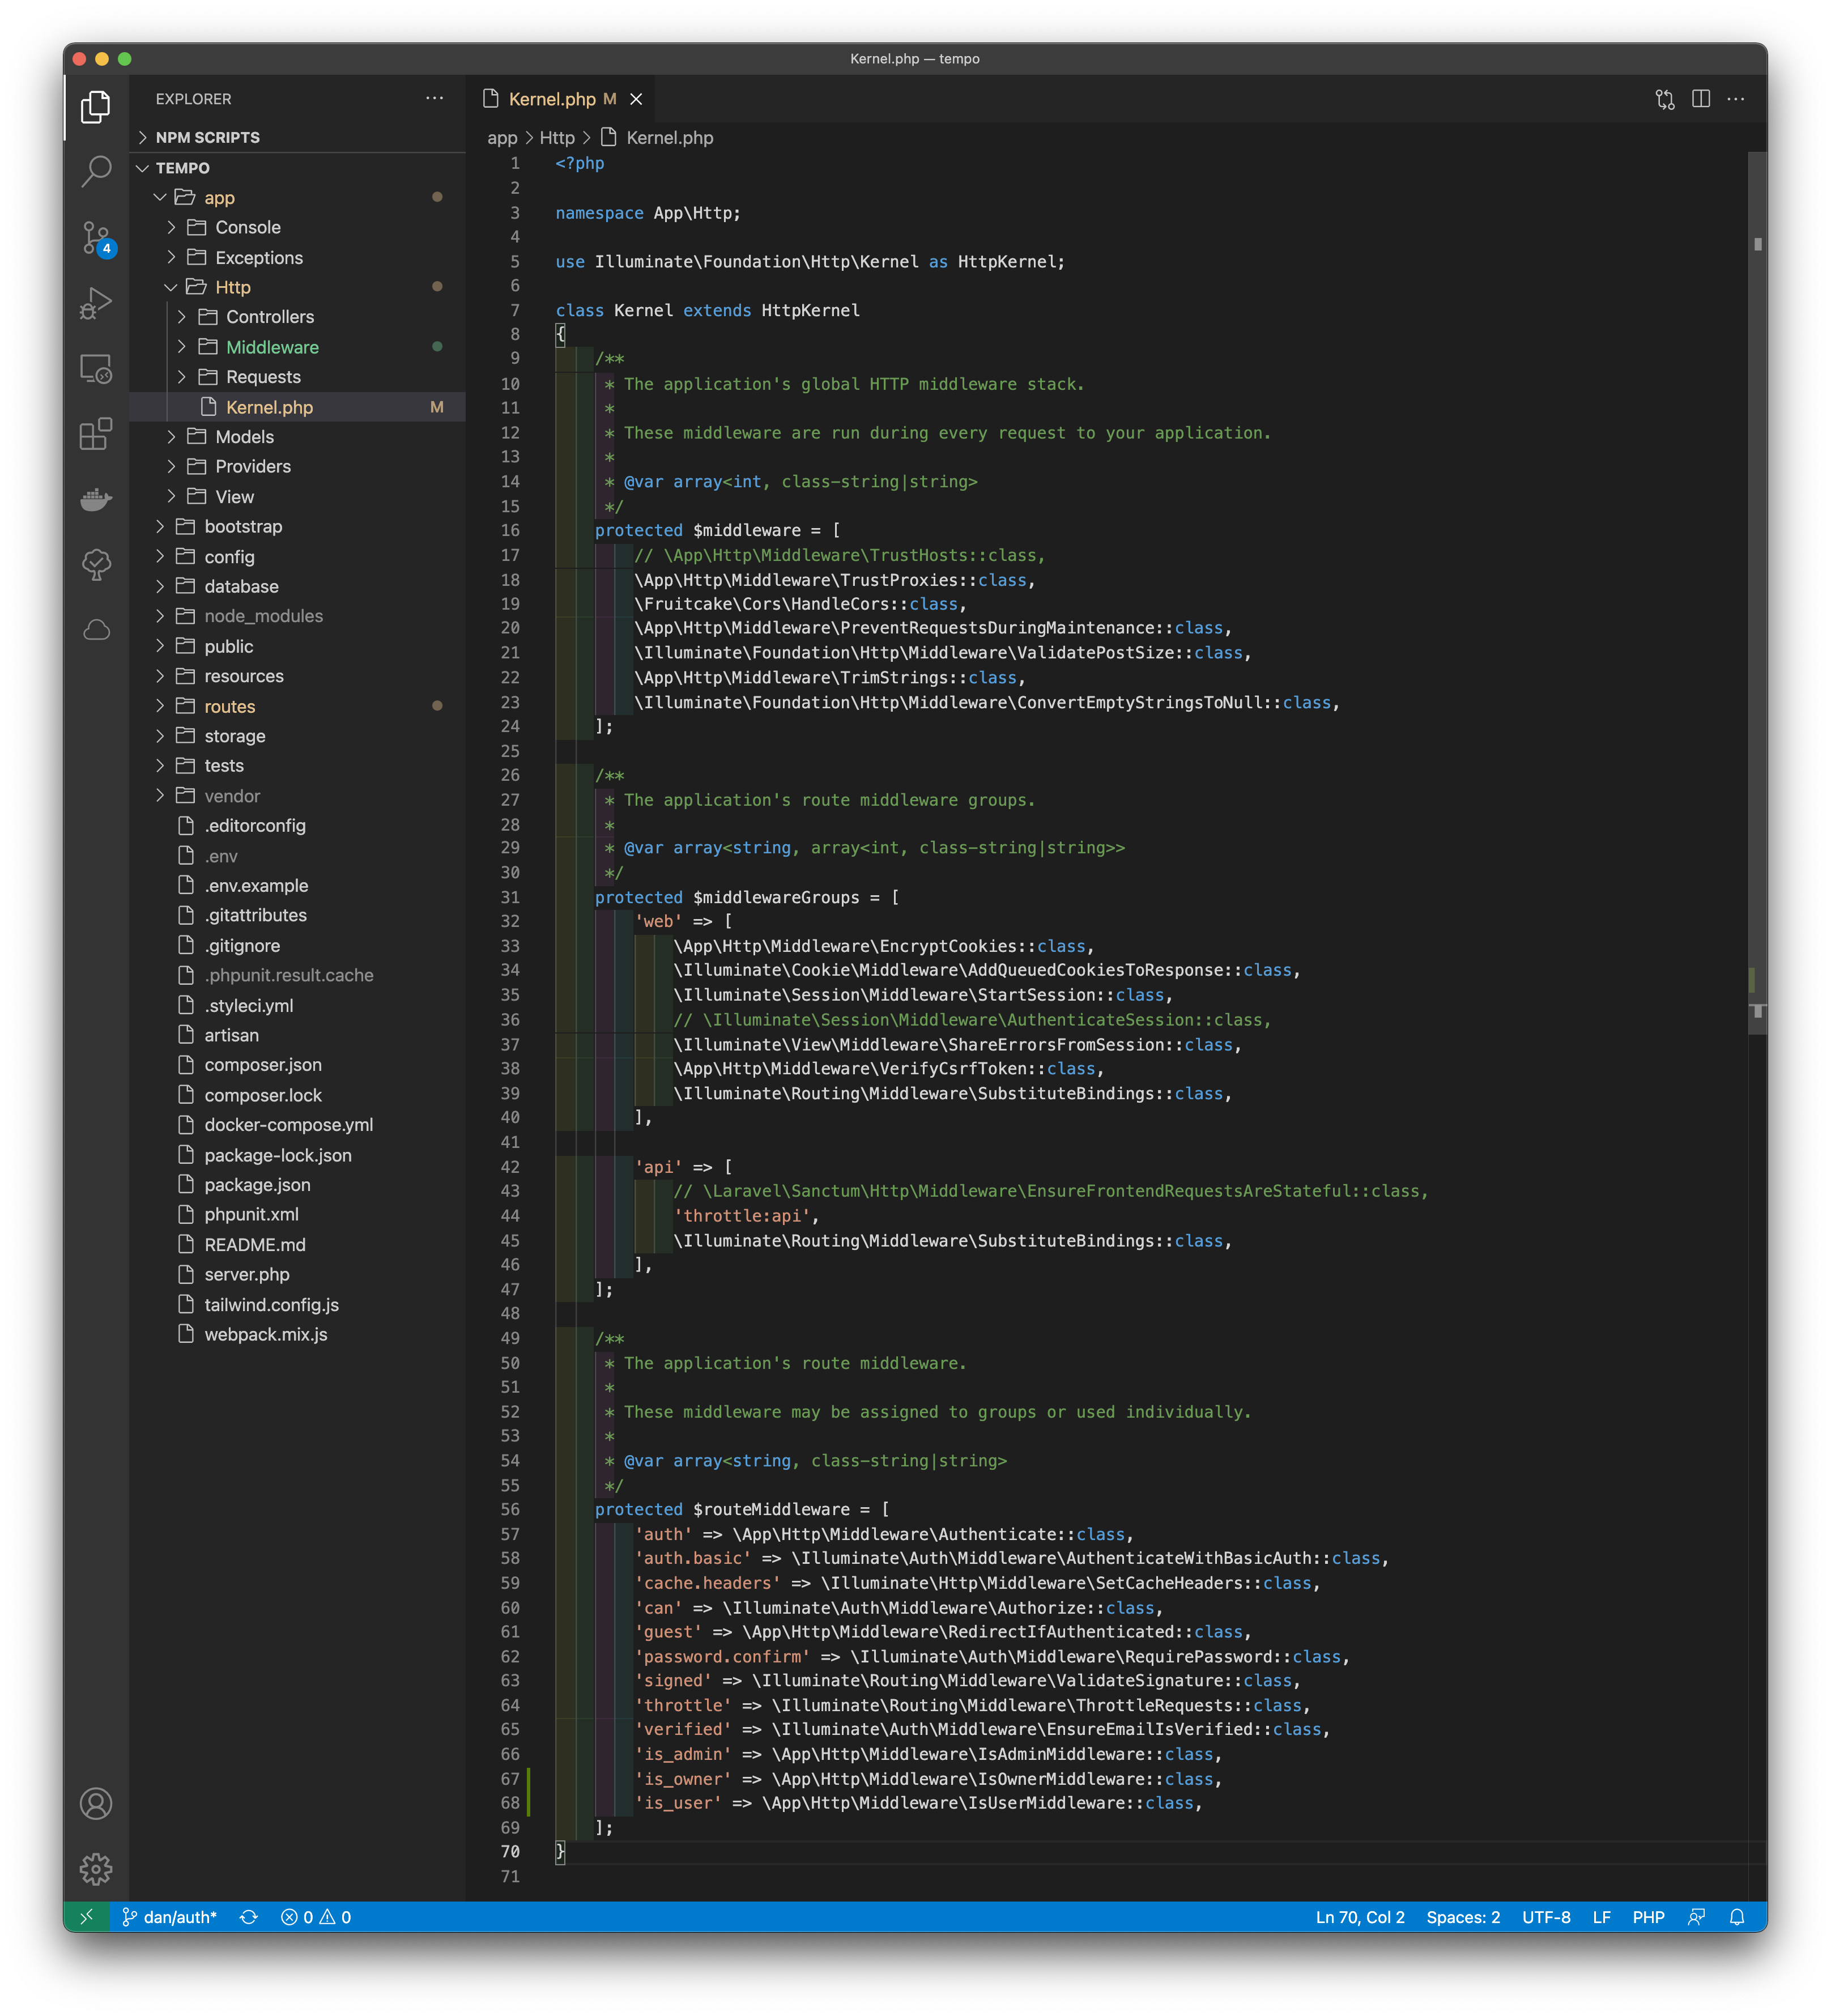 Kernel.php — tempo
EXPLORER
NPM SCRIPTS
TEMPO
app
Console
Exceptions
Http
Controllers
Middleware
Requests
Kernel.php M
Models
Providers
View
bootstrap
config
database
node_modules
public
resources
routes
storage
tests
vendor
.editorconfig
.env
.env.example
.gitattributes
.gitignore
.phpunit.result.cache
.styleci.yml
artisan
composer.json
composer.lock
docker-compose.yml
package-lock.json
package.json
phpunit.xml
README.md
server.php
tailwind.config.js
webpack.mix.js
4
Kernel.php M
app > Http > Kernel.php
1 <?php
2
3 namespace App\Http;
4
5 use Illuminate\Foundation\Http\Kernel as HttpKernel;
6
7 class Kernel extends HttpKernel
8 {
9     /**
10      * The application's global HTTP middleware stack.
11      *
12      * These middleware are run during every request to your application.
13      *
14      * @var array<int, class-string|string>
15      */
16     protected $middleware = [
17         // \App\Http\Middleware\TrustHosts::class,
18         \App\Http\Middleware\TrustProxies::class,
19         \Fruitcake\Cors\HandleCors::class,
20         \App\Http\Middleware\PreventRequestsDuringMaintenance::class,
21         \Illuminate\Foundation\Http\Middleware\ValidatePostSize::class,
22         \App\Http\Middleware\TrimStrings::class,
23         \Illuminate\Foundation\Http\Middleware\ConvertEmptyStringsToNull::class,
24     ];
25
26     /**
27      * The application's route middleware groups.
28      *
29      * @var array<string, array<int, class-string|string>>
30      */
31     protected $middlewareGroups = [
32         'web' => [
33             \App\Http\Middleware\EncryptCookies::class,
34             \Illuminate\Cookie\Middleware\AddQueuedCookiesToResponse::class,
35             \Illuminate\Session\Middleware\StartSession::class,
36             // \Illuminate\Session\Middleware\AuthenticateSession::class,
37             \Illuminate\View\Middleware\ShareErrorsFromSession::class,
38             \App\Http\Middleware\VerifyCsrfToken::class,
39             \Illuminate\Routing\Middleware\SubstituteBindings::class,
40         ],
41
42         'api' => [
43             // \Laravel\Sanctum\Http\Middleware\EnsureFrontendRequestsAreStateful::class,
44             'throttle:api',
45             \Illuminate\Routing\Middleware\SubstituteBindings::class,
46         ],
47     ];
48
49     /**
50      * The application's route middleware.
51      *
52      * These middleware may be assigned to groups or used individually.
53      *
54      * @var array<string, class-string|string>
55      */
56     protected $routeMiddleware = [
57         'auth' => \App\Http\Middleware\Authenticate::class,
58         'auth.basic' => \Illuminate\Auth\Middleware\AuthenticateWithBasicAuth::class,
59         'cache.headers' => \Illuminate\Http\Middleware\SetCacheHeaders::class,
60         'can' => \Illuminate\Auth\Middleware\Authorize::class,
61         'guest' => \App\Http\Middleware\RedirectIfAuthenticated::class,
62         'password.confirm' => \Illuminate\Auth\Middleware\RequirePassword::class,
63         'signed' => \Illuminate\Routing\Middleware\ValidateSignature::class,
64         'throttle' => \Illuminate\Routing\Middleware\ThrottleRequests::class,
65         'verified' => \Illuminate\Auth\Middleware\EnsureEmailIsVerified::class,
66         'is_admin' => \App\Http\Middleware\IsAdminMiddleware::class,
67         'is_owner' => \App\Http\Middleware\IsOwnerMiddleware::class,
68         'is_user' => \App\Http\Middleware\IsUserMiddleware::class,
69     ];
70 }
71
dan/auth* 0 0 Ln 70, Col 2 Spaces: 2 UTF-8 LF PHP